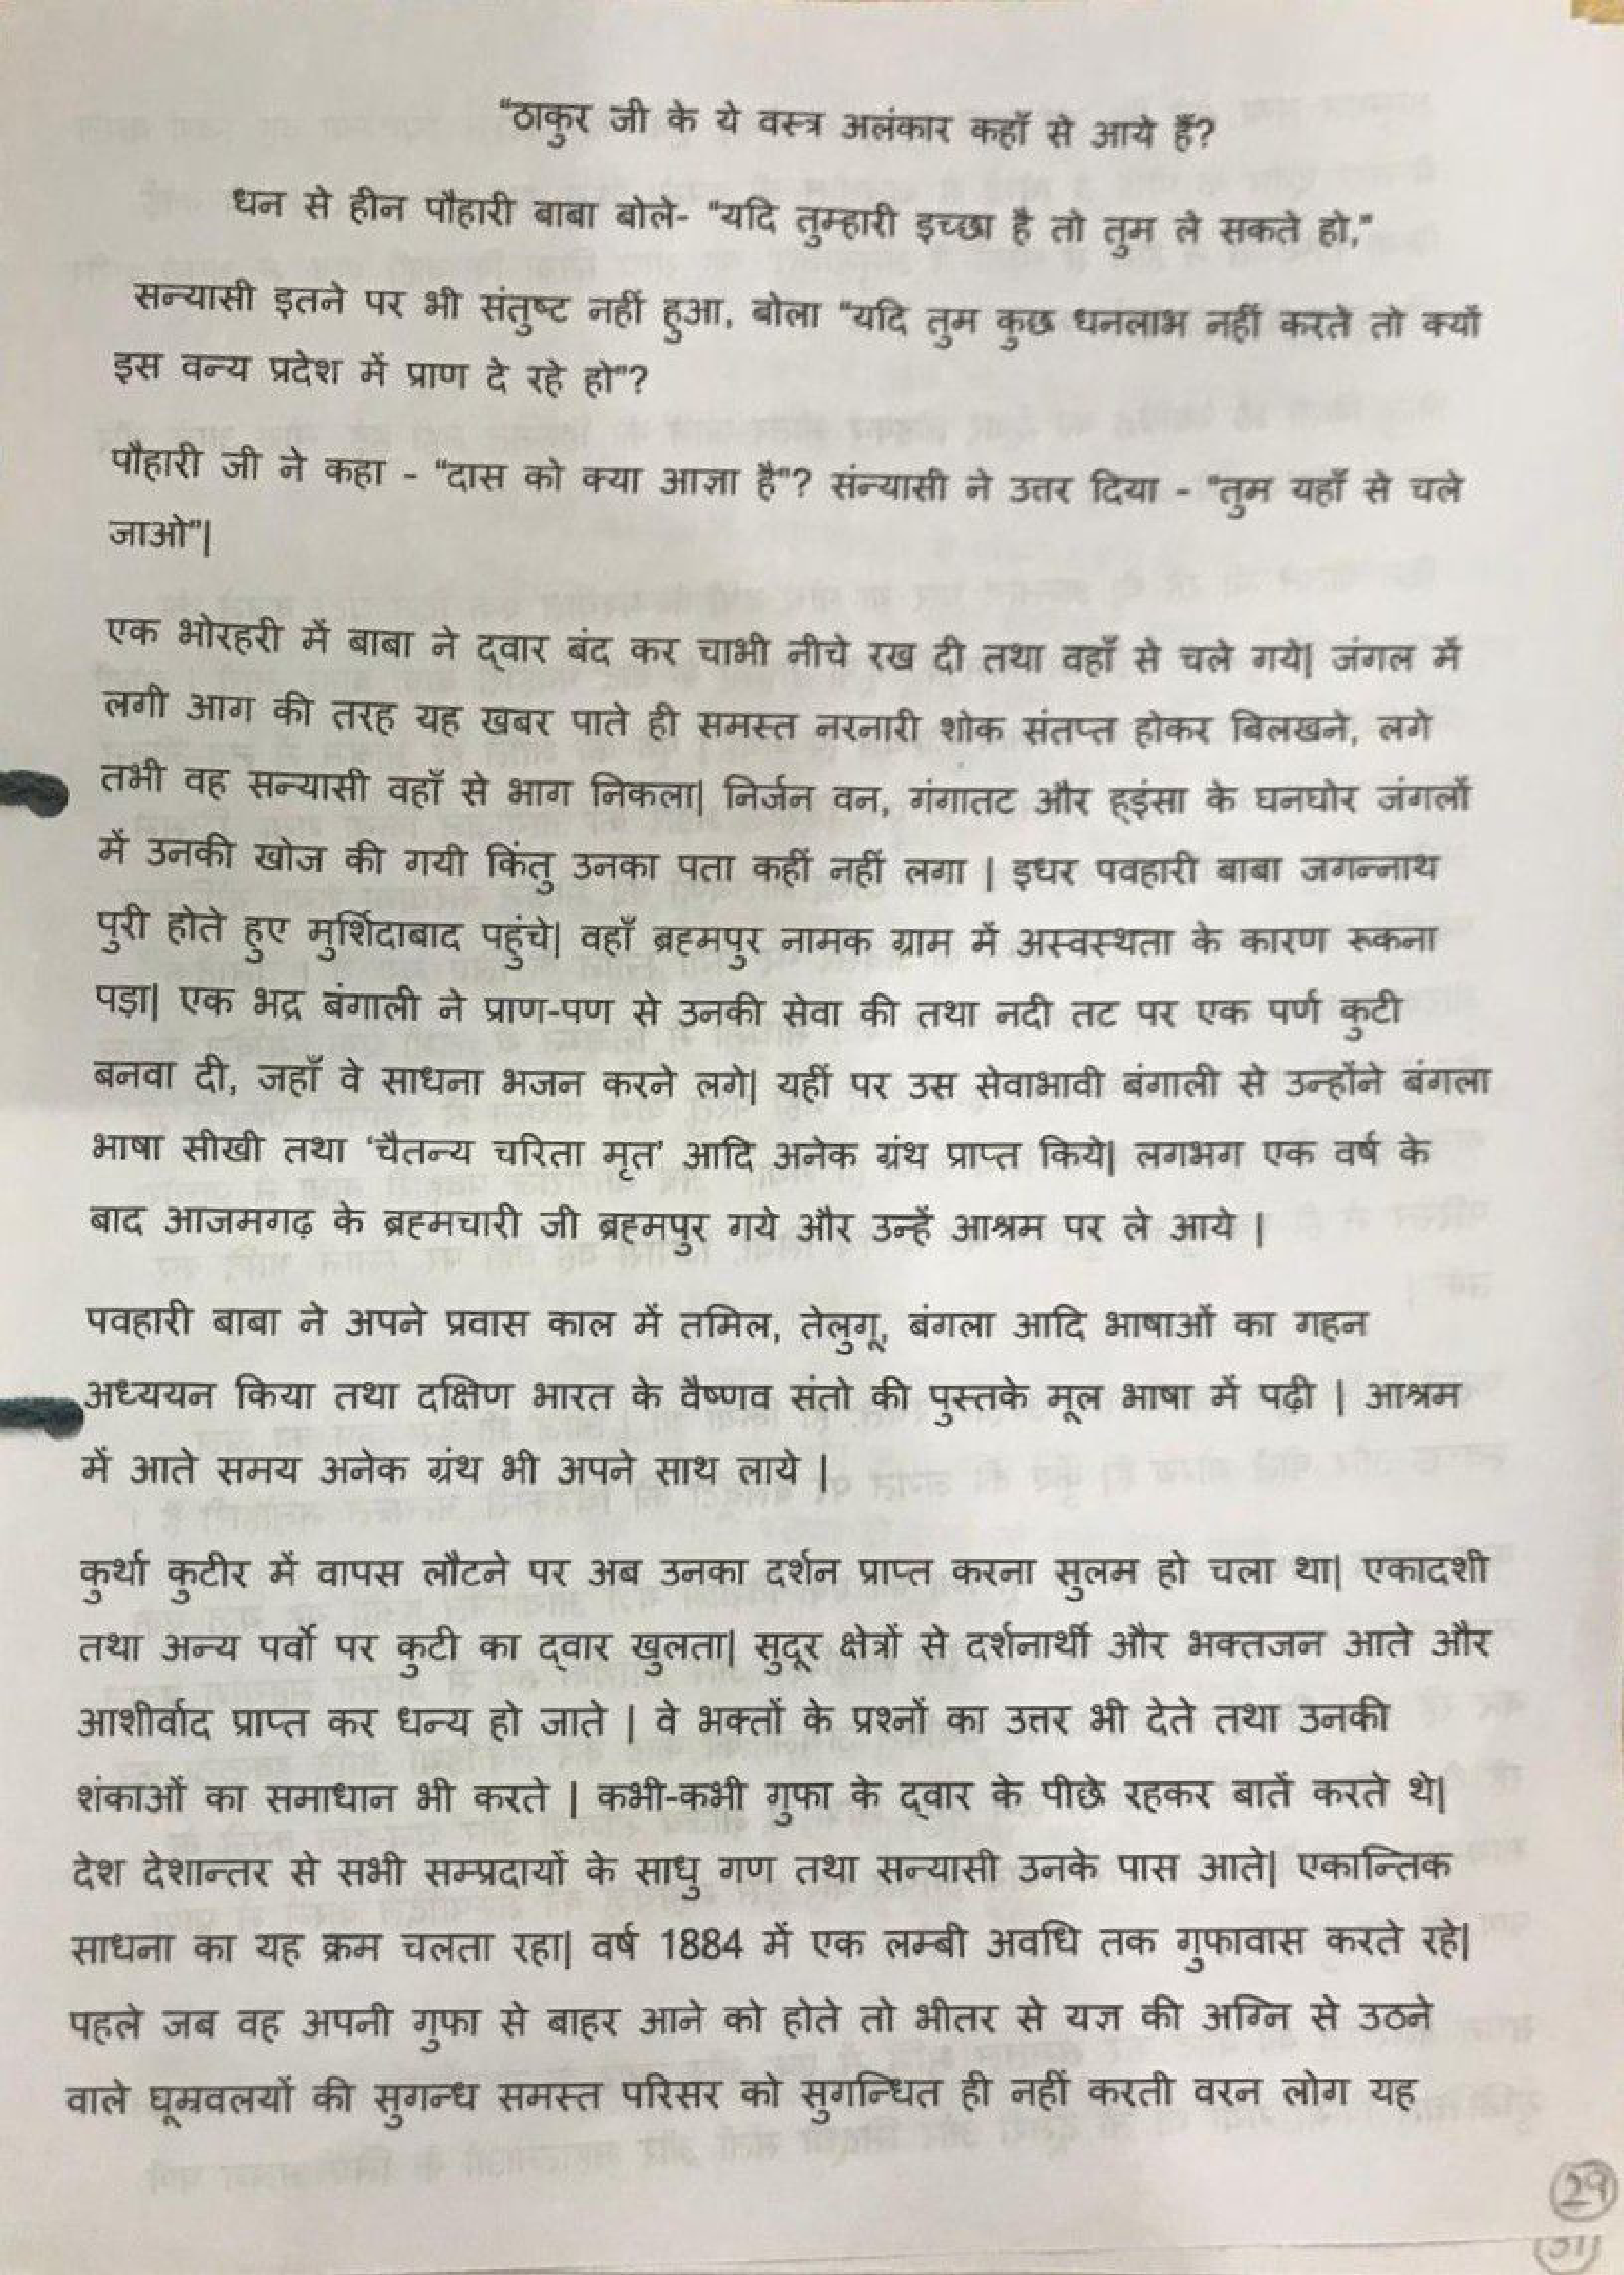 “ठाकुर जी के ये वस्त्र अलंकार कहाँ से आये हैं?
धन से हीन पौहारी बाबा बोले- “यदि तुम्हारी इच्छा है तो तुम ले सकते हो,”
सन्यासी इतने पर भी संतुष्ट नहीं हुआ, बोला “यदि तुम कुछ धनलाभ नहीं करते तो क्यों
इस वन्य प्रदेश में प्राण दे रहे हो”?
पौहारी जी ने कहा - “दास को क्या आज्ञा है”? संन्यासी ने उत्तर दिया - “तुम यहाँ से चले
जाओ”|
एक भोरहरी में बाबा ने द्वार बंद कर चाभी नीचे रख दी तथा वहाँ से चले गये| जंगल में
लगी आग की तरह यह खबर पाते ही समस्त नरनारी शोक संतप्त होकर बिलखने, लगे
तभी वह सन्यासी वहाँ से भाग निकला| निर्जन वन, गंगातट और हइंसा के घनघोर जंगलों
में उनकी खोज की गयी किंतु उनका पता कहीं नहीं लगा | इधर पवहारी बाबा जगन्नाथ
पुरी होते हुए मुर्शिदाबाद पहुंचे| वहाँ ब्रह्मपुर नामक ग्राम में अस्वस्थता के कारण रूकना
पड़ा| एक भद्र बंगाली ने प्राण-पण से उनकी सेवा की तथा नदी तट पर एक पर्ण कुटी
बनवा दी, जहाँ वे साधना भजन करने लगे| यहीं पर उस सेवाभावी बंगाली से उन्होंने बंगला
भाषा सीखी तथा ‘चैतन्य चरिता मृत’ आदि अनेक ग्रंथ प्राप्त किये| लगभग एक वर्ष के
बाद आजमगढ़ के ब्रह्मचारी जी ब्रह्मपुर गये और उन्हें आश्रम पर ले आये |
पवहारी बाबा ने अपने प्रवास काल में तमिल, तेलुगू, बंगला आदि भाषाओं का गहन
अध्ययन किया तथा दक्षिण भारत के वैष्णव संतो की पुस्तके मूल भाषा में पढ़ी | आश्रम
में आते समय अनेक ग्रंथ भी अपने साथ लाये |
कुर्था कुटीर में वापस लौटने पर अब उनका दर्शन प्राप्त करना सुलम हो चला था| एकादशी
तथा अन्य पर्वो पर कुटी का द्वार खुलता| सुदूर क्षेत्रों से दर्शनार्थी और भक्तजन आते और
आशीर्वाद प्राप्त कर धन्य हो जाते | वे भक्तों के प्रश्नों का उत्तर भी देते तथा उनकी
शंकाओं का समाधान भी करते | कभी-कभी गुफा के द्वार के पीछे रहकर बातें करते थे|
देश देशान्तर से सभी सम्प्रदायों के साधु गण तथा सन्यासी उनके पास आते| एकान्तिक
साधना का यह क्रम चलता रहा| वर्ष 1884 में एक लम्बी अवधि तक गुफावास करते रहे|
पहले जब वह अपनी गुफा से बाहर आने को होते तो भीतर से यज्ञ की अग्नि से उठने
वाले घूम्रवलयों की सुगन्ध समस्त परिसर को सुगन्धित ही नहीं करती वरन लोग यह
29
31